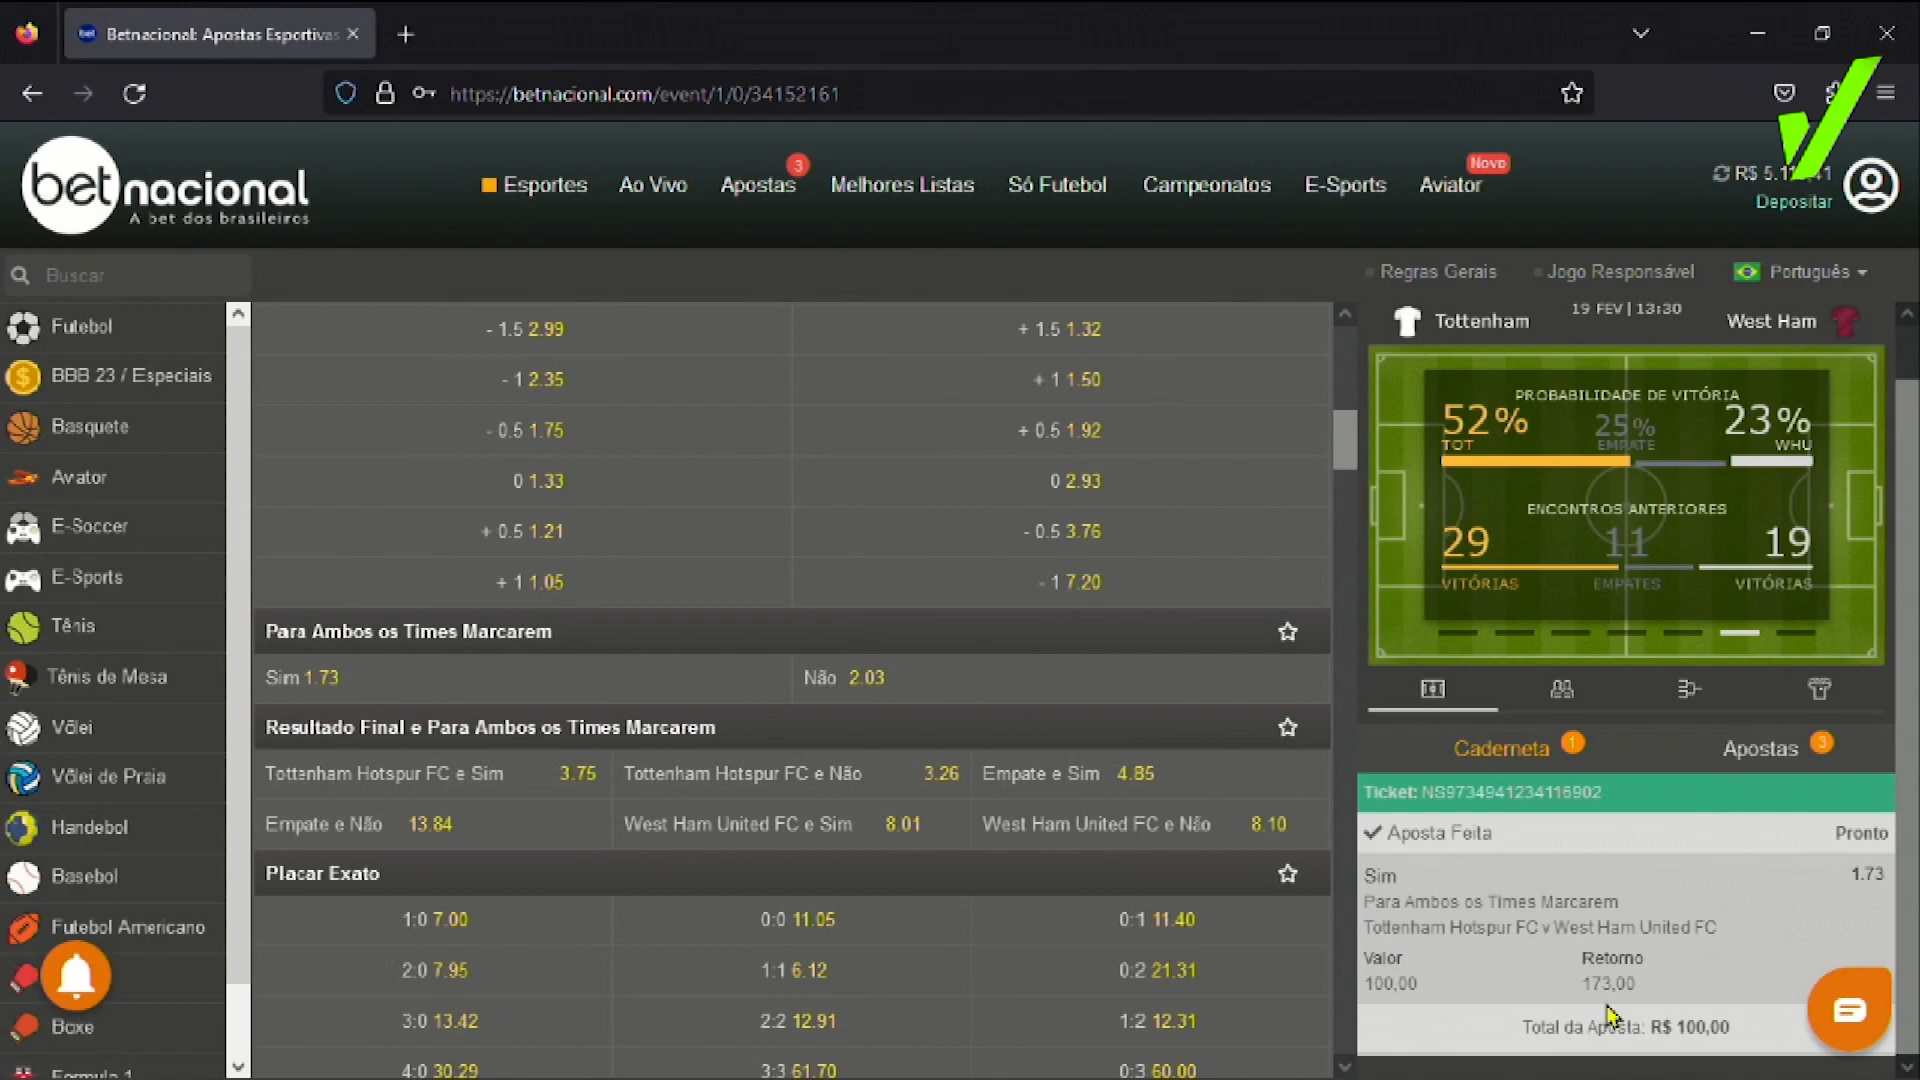 Betnacional: Apostas Esportivas
https://betnacional.com/event/1/0/34152161
betnacional
A bet dos brasileiros
Esportes
Ao Vivo
Apostas
3
Melhores Listas
Só Futebol
Campeonatos
E-Sports
Aviator
Novo
R$
Depositar
Buscar
Regras Gerais
Jogo Responsável
Português
Futebol
BBB 23 / Especiais
Basquete
Avator
E-Soccer
E-Sports
Tênis
Tênis de Mesa
Vôlei
Vôlei de Praia
Handebol
Basebol
Futebol Americano
Boxe
Formula 1
- 1.5 2.99
+ 1.5 1.32
- 1 2.35
+ 1 1.50
- 0.5 1.75
+ 0.5 1.92
0 1.33
0 2.93
+ 0.5 1.21
- 0.5 3.76
+ 1 1.05
- 1 7.20
Para Ambos os Times Marcarem
Sim 1.73
Não 2.03
Resultado Final e Para Ambos os Times Marcarem
Tottenham Hotspur FC e Sim 3.75
Tottenham Hotspur FC e Não 3.26
Empate e Sim 4.85
Empate e Não 13.84
West Ham United FC e Sim 8.01
West Ham United FC e Não 8.10
Placar Exato
1:0 7.00
0:0 11.05
0:1 11.40
2:0 7.95
1:1 6.12
0:2 21.31
3:0 13.42
2:2 12.91
1:2 12.31
4:0 30.29
3:3 61.70
0:3 60.00
Tottenham
19 FEV | 13:30
West Ham
PROBABILIDADE DE VITÓRIA
52% 25% 23%
TOT EMPATE WHU
ENCONTROS ANTERIORES
29 11 19
VITÓRIAS EMPATES VITÓRIAS
Caderneta 1
Apostas 3
Ticket: NS9734941234116902
Aposta Feita
Pronto
Sim 1.73
Para Ambos os Times Marcarem
Tottenham Hotspur FC v West Ham United FC
Valor Retorno
100,00 173,00
Total da Aposta: R$ 100,00